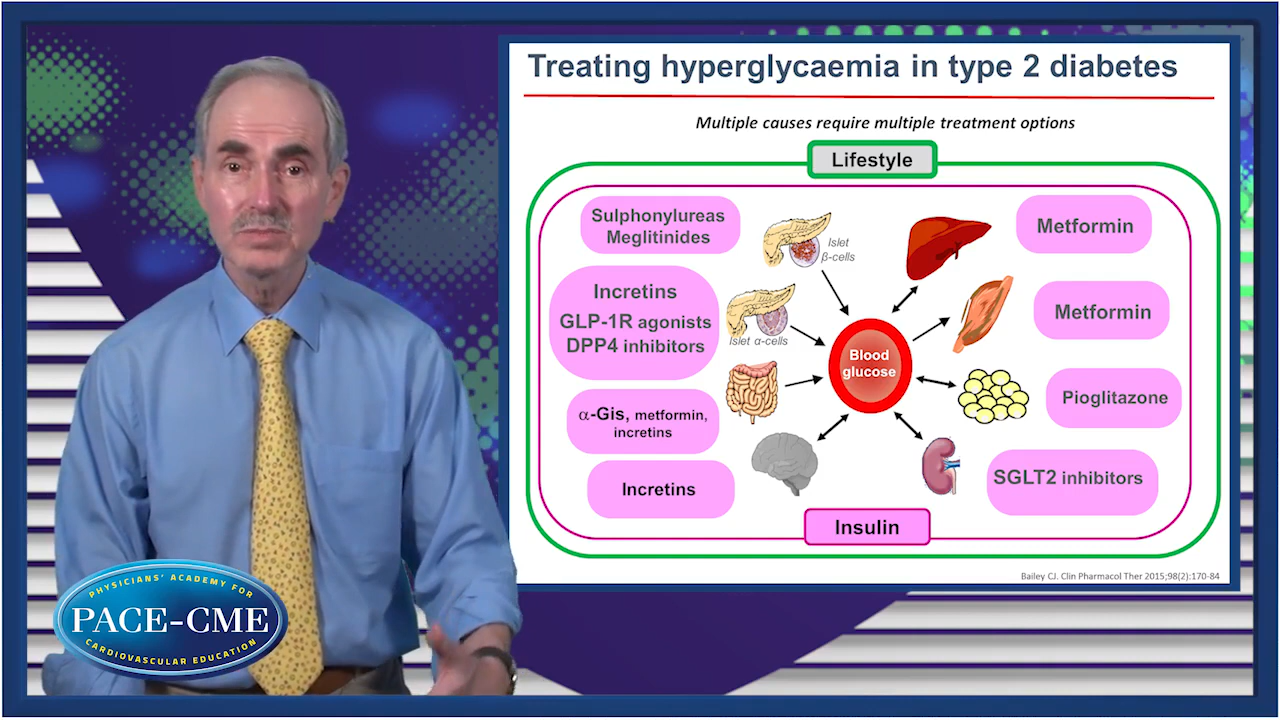 Treating hyperglycaemia in type 2 diabetes
Multiple causes require multiple treatment options
Lifestyle
Sulphonylureas
Meglitinides
Islet
β-cells
Metformin
Incretins
GLP-1R agonists
DPP4 inhibitors
Islet α-cells
Metformin
Blood
glucose
α-Gis, metformin,
incretins
Pioglitazone
Incretins
SGLT2 inhibitors
Insulin
Bailey CJ. Clin Pharmacol Ther 2015;98(2):170-84
PHYSICIANS' ACADEMY FOR
PACE-CME
CARDIOVASCULAR EDUCATION